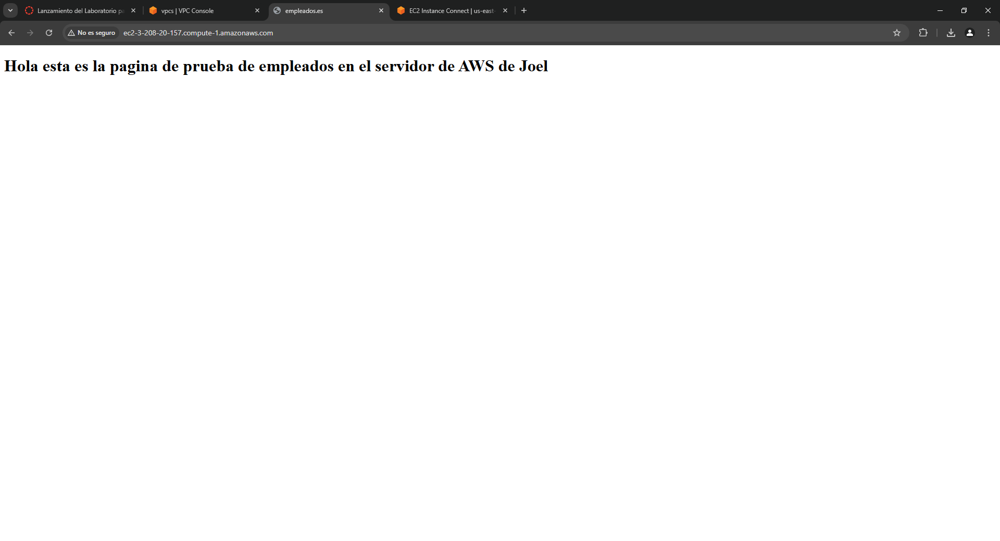 Lanzamiento del Laboratorio pa
vpcs | VPC Console
empleados.es
EC2 Instance Connect | us-east-
No es seguro
ec2-3-208-20-157.compute-1.amazonaws.com
Hola esta es la pagina de prueba de empleados en el servidor de AWS de Joel